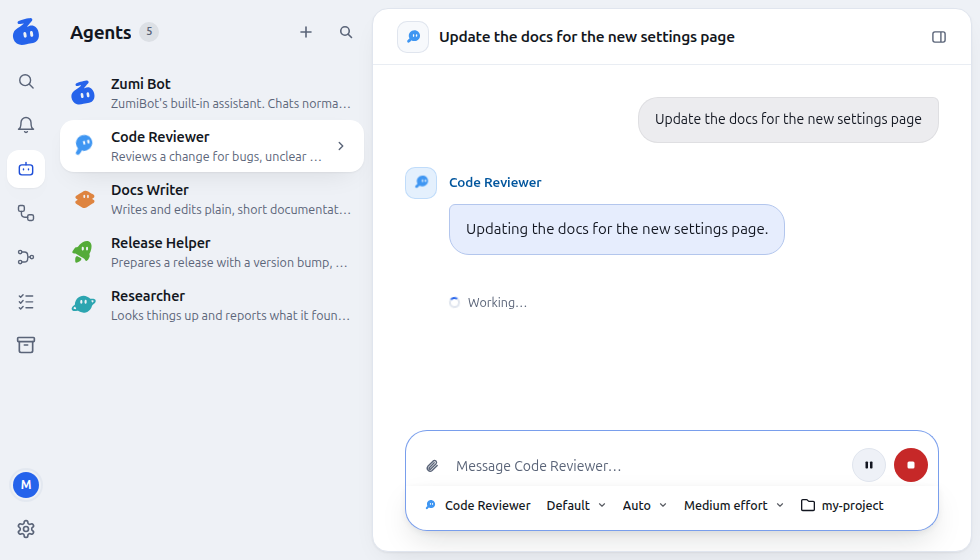 Agents 5
Zumi Bot
ZumiBot's built-in assistant. Chats norma…
Code Reviewer
Reviews a change for bugs, unclear …
Docs Writer
Writes and edits plain, short documentat…
Release Helper
Prepares a release with a version bump, …
Researcher
Looks things up and reports what it foun…
M
Update the docs for the new settings page
Update the docs for the new settings page
Code Reviewer
Updating the docs for the new settings page.
Working…
Message Code Reviewer…
Code Reviewer Default Auto Medium effort my-project